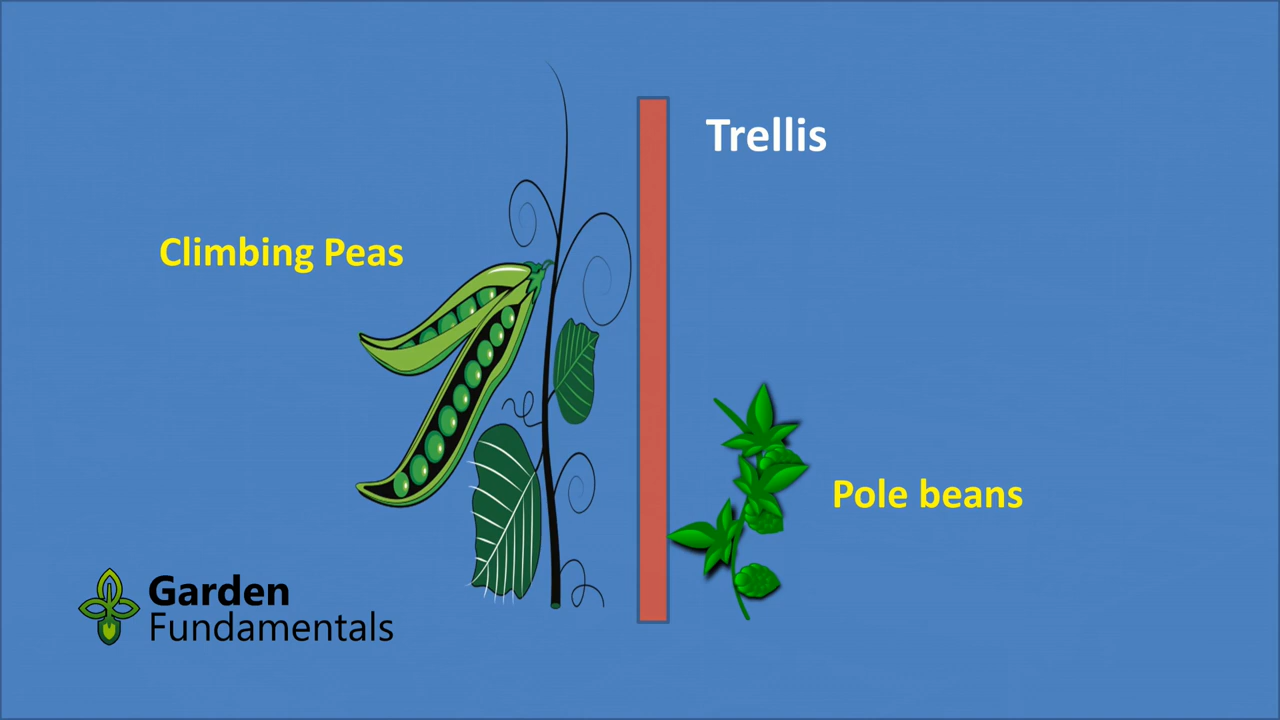 Trellis
Climbing Peas
Pole beans
Garden
Fundamentals